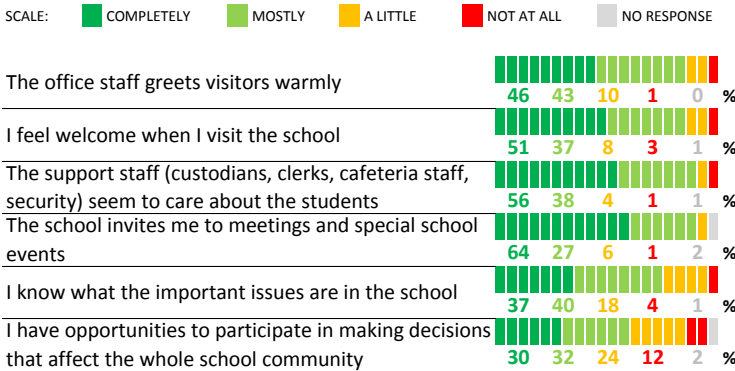 SCALE: COMPLETELY MOSTLY A LITTLE NOT AT ALL NO RESPONSE
The office staff greets visitors warmly
46 43 10 1 0 %
I feel welcome when I visit the school
51 37 8 3 1 %
The support staff (custodians, clerks, cafeteria staff,
security) seem to care about the students
56 38 4 1 1 %
The school invites me to meetings and special school
events
64 27 6 1 2 %
I know what the important issues are in the school
37 40 18 4 1 %
I have opportunities to participate in making decisions
that affect the whole school community
30 32 24 12 2 %